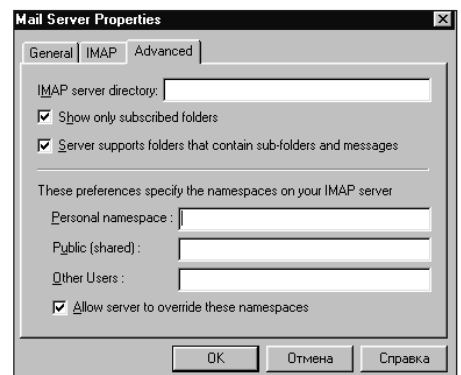 Mail Server Properties
General IMAP Advanced
IMAP server directory:
Show only subscribed folders
Server supports folders that contain sub-folders and messages
These preferences specify the namespaces on your IMAP server
Personal namespace :
Public (shared) :
Other Users :
Allow server to override these namespaces
OK Отмена Справка